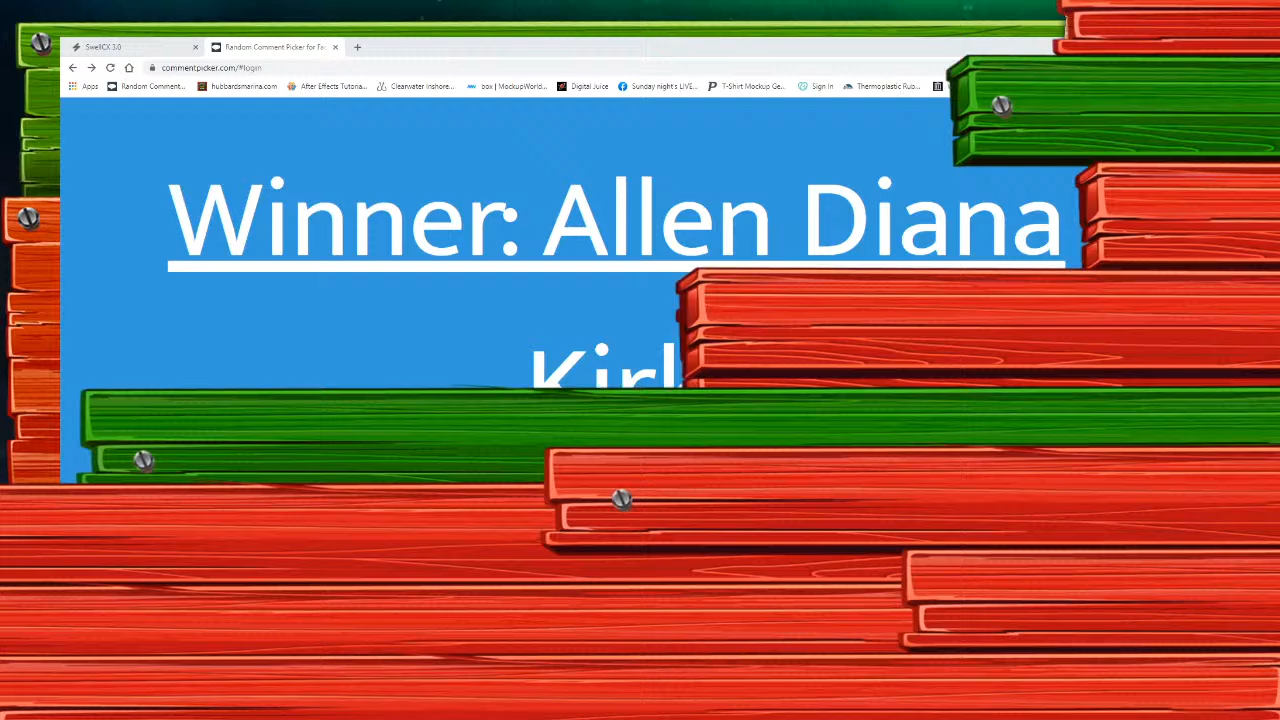 SwellCX 3.0
Random Comment Picker for Fa
commentpicker.com/#login
Apps Random Comment... hubbardsmarina.com After Effects Tutoria... Clearwater Inshore... box | MockupWorld... Digital Juice Sunday night's LIVE... T-Shirt Mockup Ge... Sign In Thermoplastic Rub...
Winner: Allen Diana